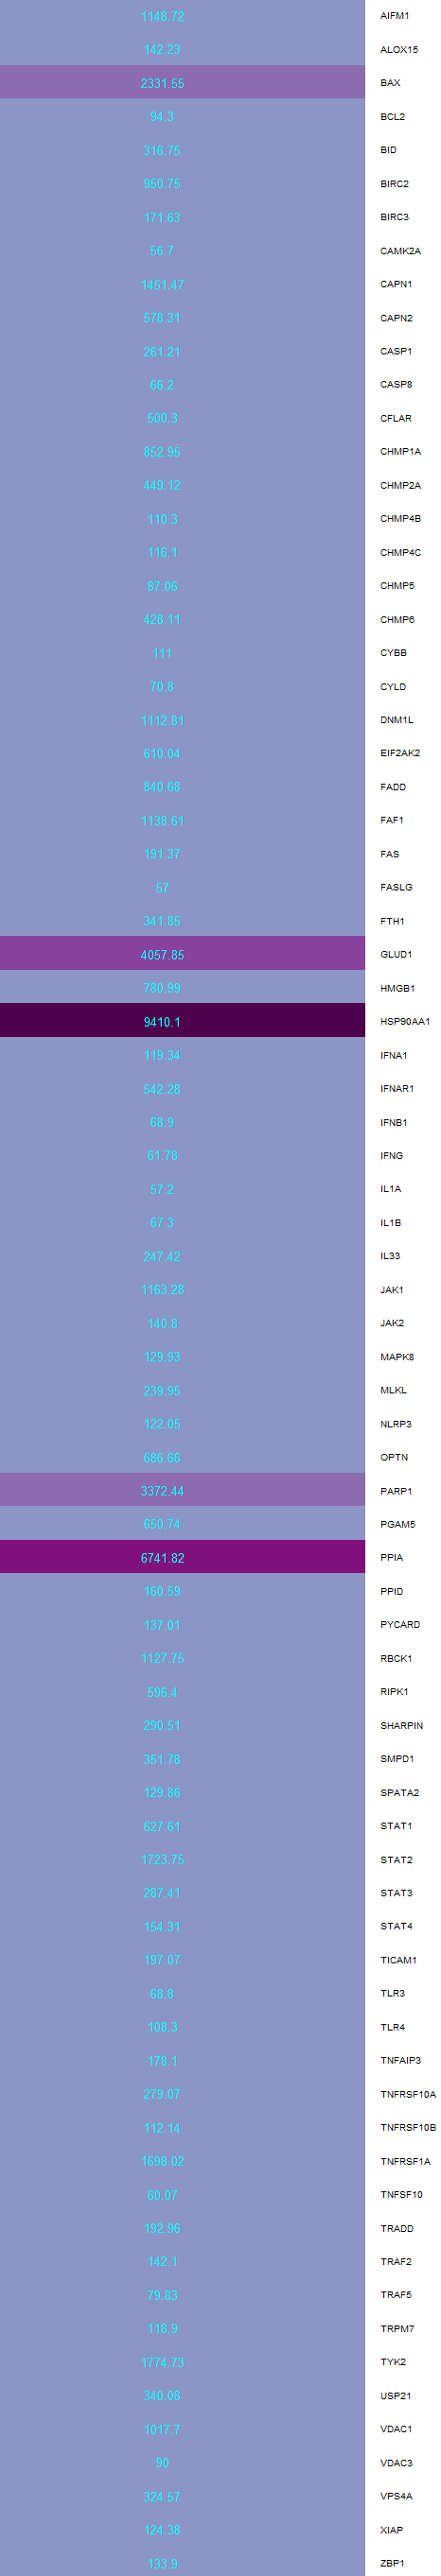 1148.72 AIFM1
142.23 ALOX15
2331.55 BAX
94.3 BCL2
316.75 BID
950.75 BIRC2
171.63 BIRC3
56.7 CAMK2A
1451.47 CAPN1
578.31 CAPN2
261.21 CASP1
66.2 CASP8
500.3 CFLAR
852.95 CHMP1A
449.12 CHMP2A
110.3 CHMP4B
116.1 CHMP4C
87.06 CHMP5
428.11 CHMP6
111 CYBB
70.8 CYLD
1112.81 DNM1L
610.04 EIF2AK2
840.68 FADD
1138.61 FAF1
191.37 FAS
57 FASLG
341.85 FTH1
4057.85 GLUD1
780.99 HMGB1
9410.1 HSP90AA1
119.34 IFNA1
542.28 IFNAR1
68.9 IFNB1
61.78 IFNG
57.2 IL1A
67.3 IL1B
247.42 IL33
1163.28 JAK1
140.8 JAK2
129.93 MAPK8
239.95 MLKL
122.05 NLRP3
686.66 OPTN
3372.44 PARP1
650.74 PGAM5
6741.82 PPIA
160.59 PPID
137.01 PYCARD
1127.75 RBCK1
596.4 RIPK1
290.51 SHARPIN
351.78 SMPD1
129.86 SPATA2
627.61 STAT1
1723.75 STAT2
287.41 STAT3
154.31 STAT4
197.07 TICAM1
68.8 TLR3
108.3 TLR4
178.1 TNFAIP3
279.07 TNFRSF10A
112.14 TNFRSF10B
1698.02 TNFRSF1A
60.07 TNFSF10
192.96 TRADD
142.1 TRAF2
79.83 TRAF5
118.9 TRPM7
1774.73 TYK2
340.08 USP21
1017.7 VDAC1
90 VDAC3
324.57 VPS4A
124.38 XIAP
133.9 ZBP1